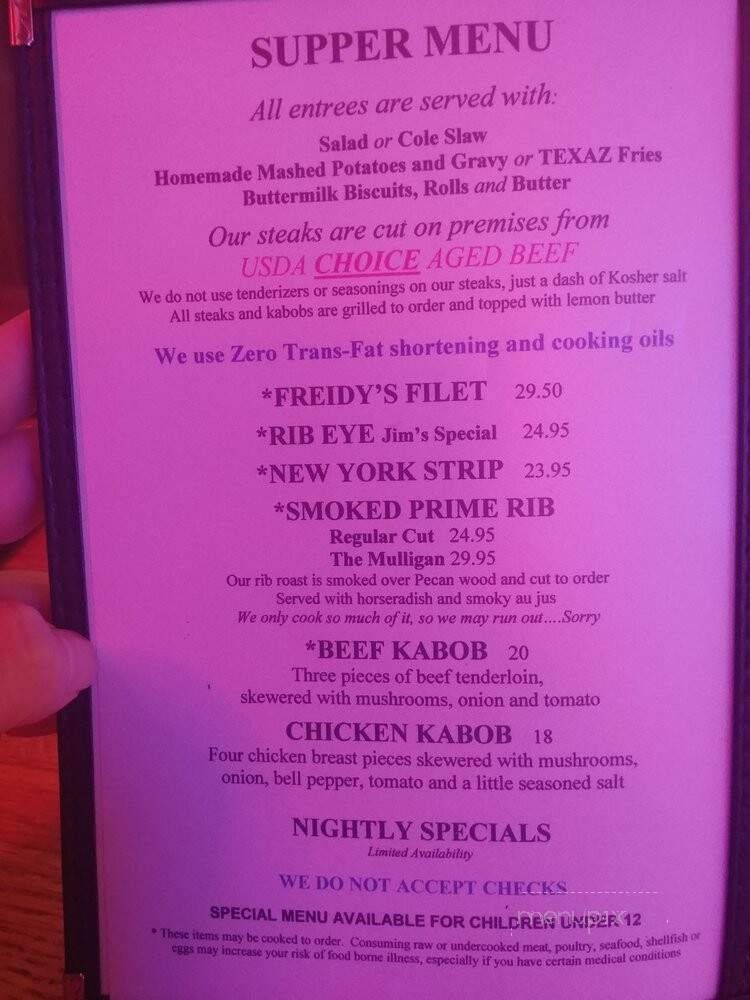 SUPPER MENU
All entrees are served with:
Salad or Cole Slaw
Homemade Mashed Potatoes and Gravy or TEXAZ Fries
Buttermilk Biscuits, Rolls and Butter
Our steaks are cut on premises from
USDA CHOICE AGED BEEF
We do not use tenderizers or seasonings on our steaks, just a dash of Kosher salt
All steaks and kabobs are grilled to order and topped with lemon butter
We use Zero Trans-Fat shortening and cooking oils
*FREIDY'S FILET 29.50
*RIB EYE Jim's Special 24.95
*NEW YORK STRIP 23.95
*SMOKED PRIME RIB
Regular Cut 24.95
The Mulligan 29.95
Our rib roast is smoked over Pecan wood and cut to order
Served with horseradish and smoky au jus
We only cook so much of it, so we may run out....Sorry
*BEEF KABOB 20
Three pieces of beef tenderloin,
skewered with mushrooms, onion and tomato
CHICKEN KABOB 18
Four chicken breast pieces skewered with mushrooms,
onion, bell pepper, tomato and a little seasoned salt
NIGHTLY SPECIALS
Limited Availability
WE DO NOT ACCEPT CHECKS
SPECIAL MENU AVAILABLE FOR CHILDREN UNDER 12
menupix
* These items may be cooked to order. Consuming raw or undercooked meat, poultry, seafood, shellfish or
eggs may increase your risk of food borne illness, especially if you have certain medical conditions